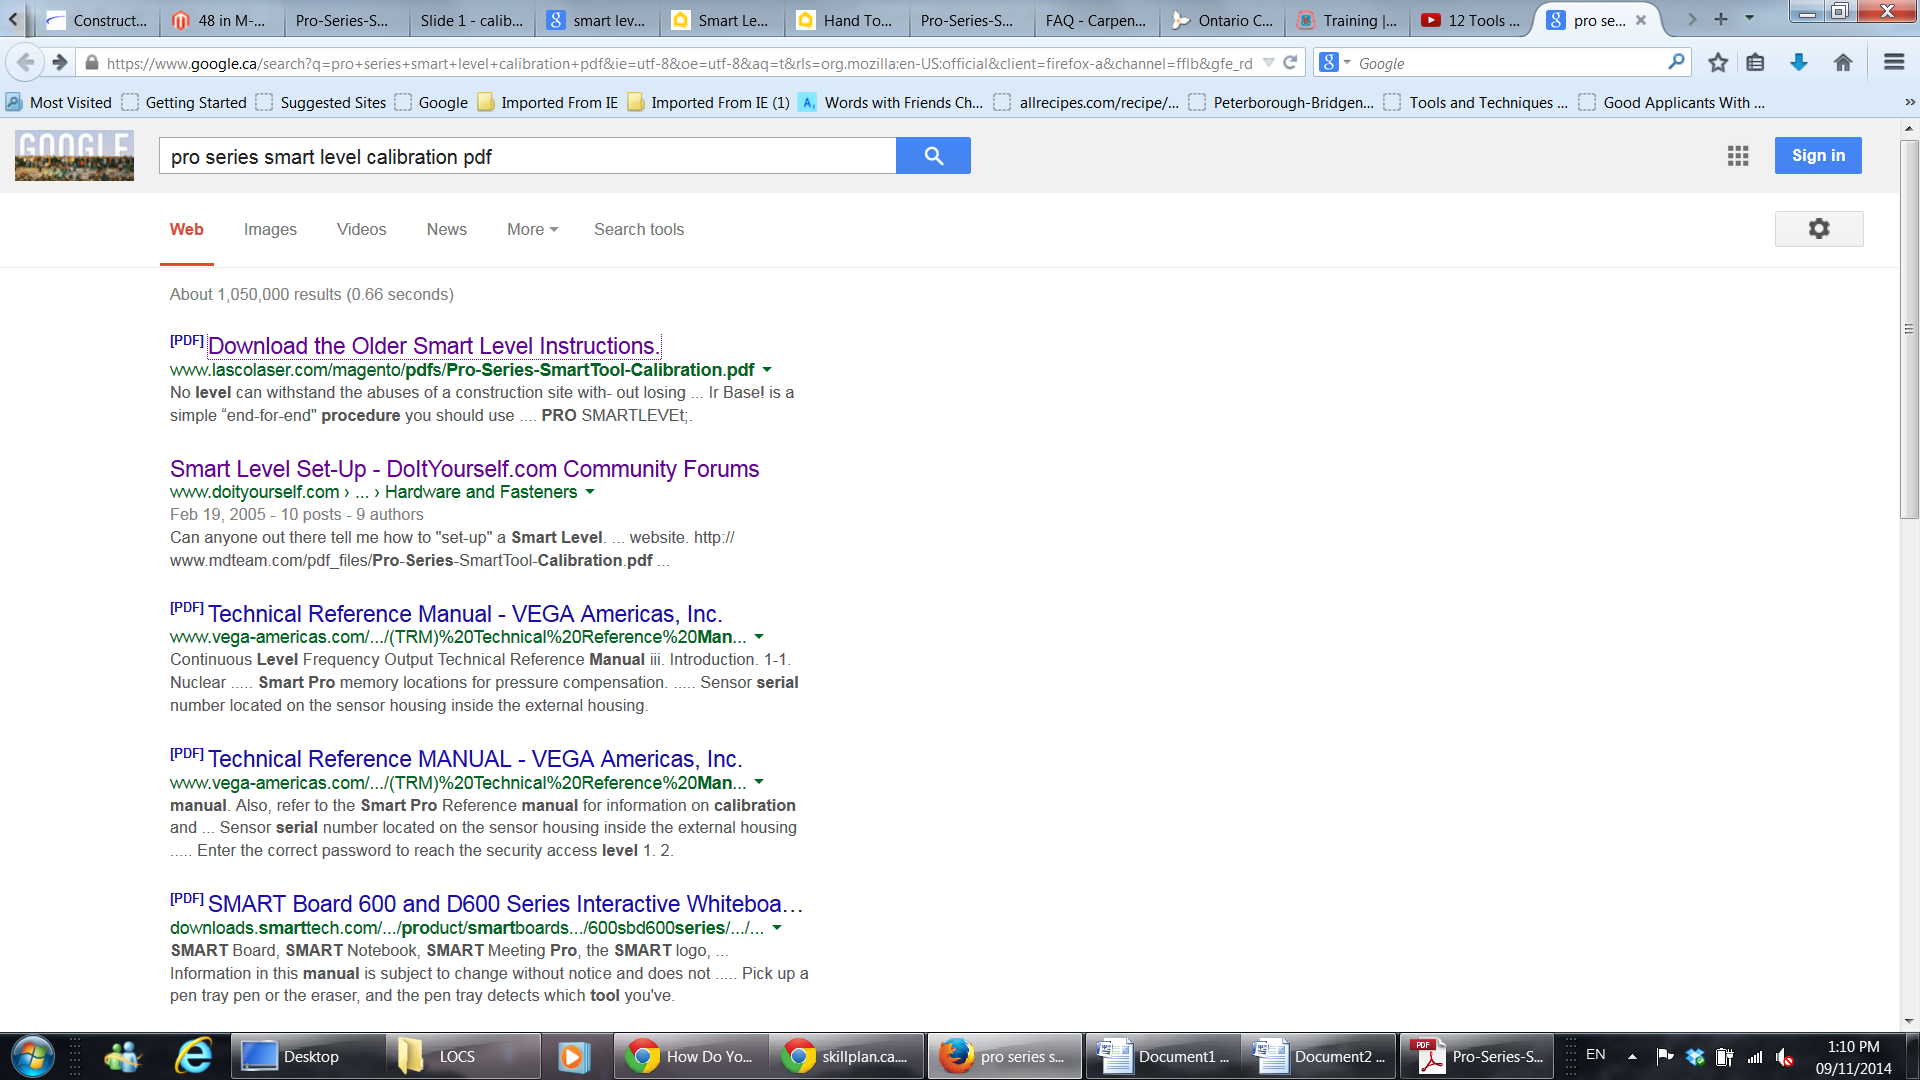 Construct... 48 in M-... Pro-Series-S... Slide 1 - calib... smart lev... Smart Le... Hand To... Pro-Series-S... FAQ - Carpen... Ontario C... Training |... 12 Tools ... pro se...
https://www.google.ca/search?q=pro+series+smart+level+calibration+pdf&ie=utf-8&oe=utf-8&aq=t&rls=org.mozilla:en-US:official&client=firefox-a&channel=fflb&gfe_rd Google
Most Visited Getting Started Suggested Sites Google Imported From IE Imported From IE (1) Words with Friends Ch... allrecipes.com/recipe/... Peterborough-Bridgen... Tools and Techniques ... Good Applicants With ...
GOOGLE
pro series smart level calibration pdf
Sign in
Web Images Videos News More Search tools
About 1,050,000 results (0.66 seconds)
[PDF] Download the Older Smart Level Instructions.
www.lascolaser.com/magento/pdfs/Pro-Series-SmartTool-Calibration.pdf
No level can withstand the abuses of a construction site with- out losing ... Ir Base! is a
simple “end-for-end" procedure you should use .... PRO SMARTLEVEt;.
Smart Level Set-Up - DoItYourself.com Community Forums
www.doityourself.com › ... › Hardware and Fasteners
Feb 19, 2005 - 10 posts - 9 authors
Can anyone out there tell me how to "set-up" a Smart Level. ... website. http://
www.mdteam.com/pdf_files/Pro-Series-SmartTool-Calibration.pdf ...
[PDF] Technical Reference Manual - VEGA Americas, Inc.
www.vega-americas.com/.../(TRM)%20Technical%20Reference%20Man...
Continuous Level Frequency Output Technical Reference Manual iii. Introduction. 1-1.
Nuclear ..... Smart Pro memory locations for pressure compensation. ..... Sensor serial
number located on the sensor housing inside the external housing.
[PDF] Technical Reference MANUAL - VEGA Americas, Inc.
www.vega-americas.com/.../(TRM)%20Technical%20Reference%20Man...
manual. Also, refer to the Smart Pro Reference manual for information on calibration
and ... Sensor serial number located on the sensor housing inside the external housing
..... Enter the correct password to reach the security access level 1. 2.
[PDF] SMART Board 600 and D600 Series Interactive Whiteboa...
downloads.smarttech.com/.../product/smartboards.../600sbd600series/.../...
SMART Board, SMART Notebook, SMART Meeting Pro, the SMART logo, ...
Information in this manual is subject to change without notice and does not ..... Pick up a
pen tray pen or the eraser, and the pen tray detects which tool you've.
Desktop LOCS How Do Yo... skillplan.ca.... pro series s... Document1 ... Document2 ... PDF Pro-Series-S... EN 1:10 PM
09/11/2014